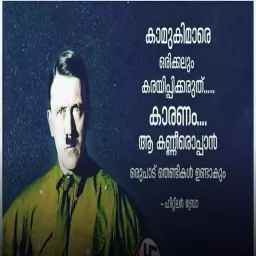 കാമുകിമാരെ
ഒരിക്കലും
കരയിപ്പിക്കരുത്.....
കാരണം....
ആ കണ്ണീരൊപ്പാൻ
ഒരുപാട് തെണ്ടികൾ ഉണ്ടാകും
-ഹിറ്റ്ലർ ബ്രോ